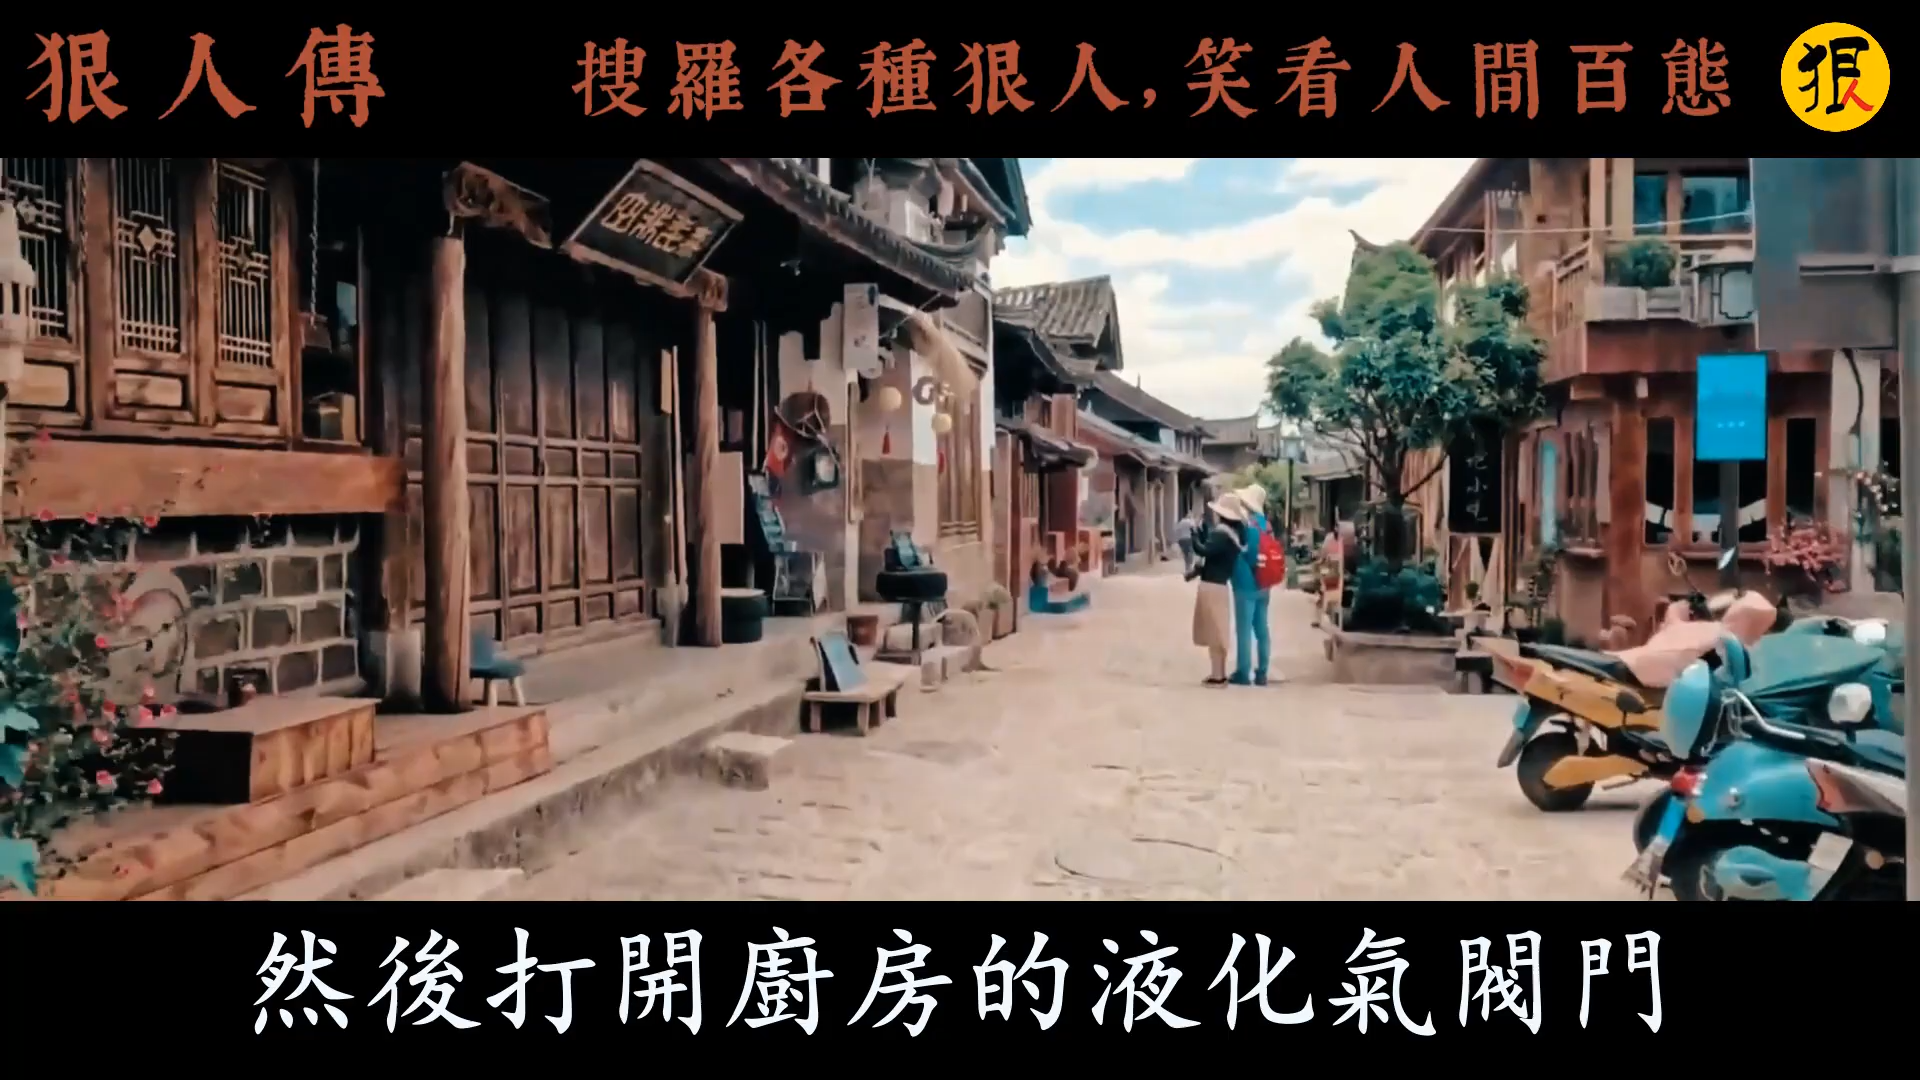 狠人傳
搜羅各種狠人,笑看人間百態
狠人
然後打開廚房的液化氣閥門